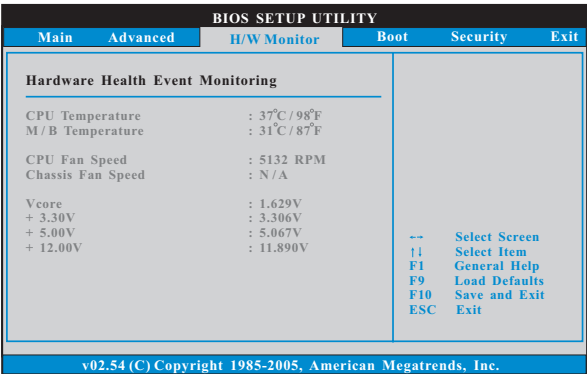 BIOS SETUP UTILITY
Main Advanced H/W Monitor Boot Security Exit
Hardware Health Event Monitoring
CPU Temperature : 37°C / 98°F
M / B Temperature : 31°C / 87°F
CPU Fan Speed : 5132 RPM
Chassis Fan Speed : N / A
Vcore : 1.629V
+ 3.30V : 3.306V
+ 5.00V : 5.067V
+ 12.00V : 11.890V
←→ Select Screen
↑↓ Select Item
F1 General Help
F9 Load Defaults
F10 Save and Exit
ESC Exit
v02.54 (C) Copyright 1985-2005, American Megatrends, Inc.